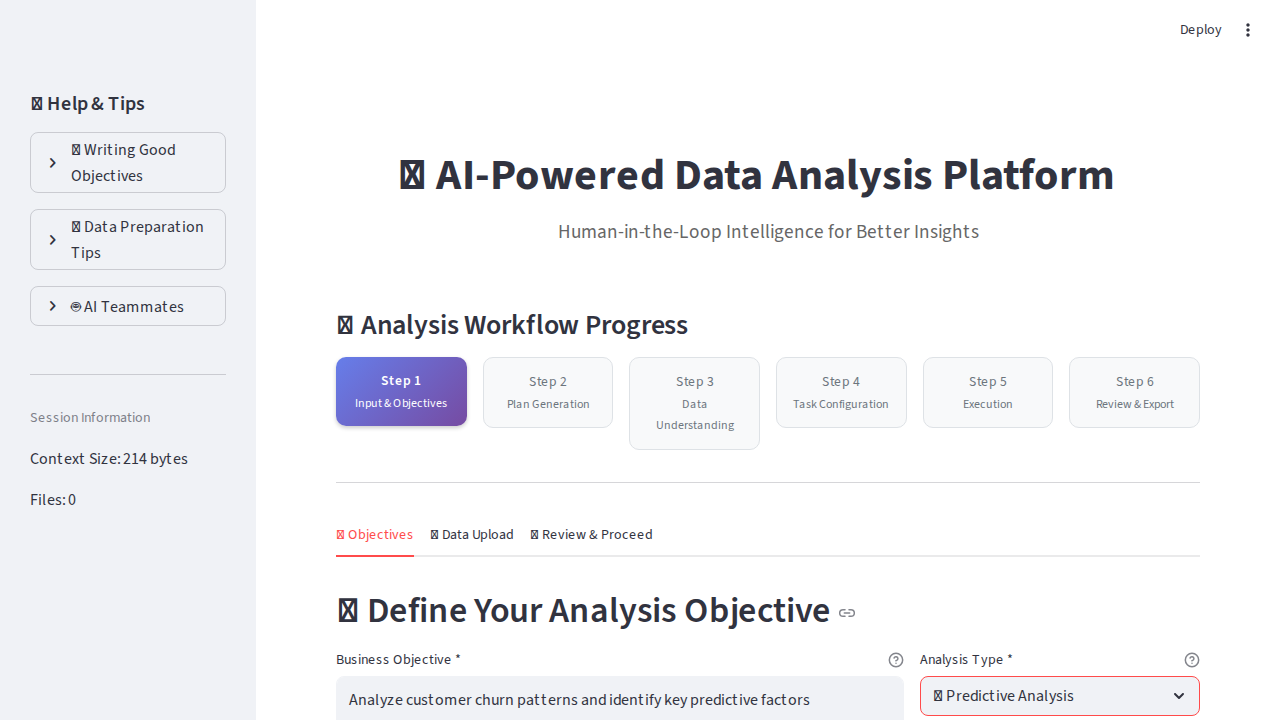 Deploy
Help & Tips
Writing Good
Objectives
Data Preparation
Tips
AI Teammates
Session Information
Context Size: 214 bytes
Files: 0
AI-Powered Data Analysis Platform
Human-in-the-Loop Intelligence for Better Insights
Analysis Workflow Progress
Step 1
Input & Objectives
Step 2
Plan Generation
Step 3
Data
Understanding
Step 4
Task Configuration
Step 5
Execution
Step 6
Review & Export
Objectives
Data Upload
Review & Proceed
Define Your Analysis Objective
Business Objective *
Analysis Type *
Analyze customer churn patterns and identify key predictive factors
Predictive Analysis